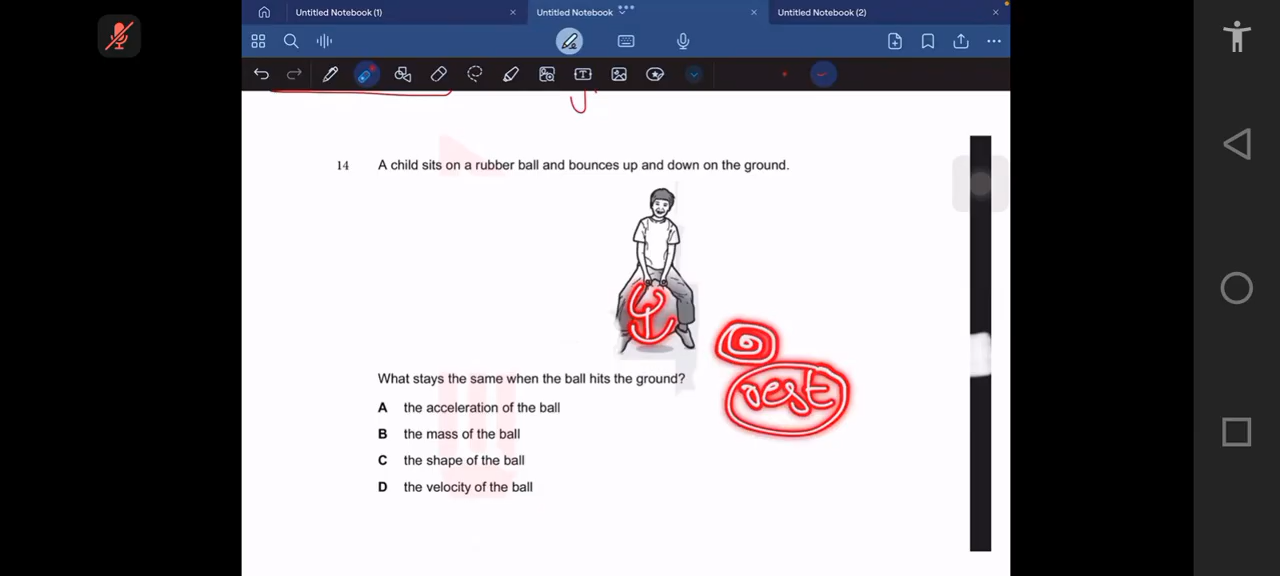 Untitled Notebook (1)
Untitled Notebook
Untitled Notebook (2)
14 A child sits on a rubber ball and bounces up and down on the ground.
rest
What stays the same when the ball hits the ground?
A the acceleration of the ball
B the mass of the ball
C the shape of the ball
D the velocity of the ball